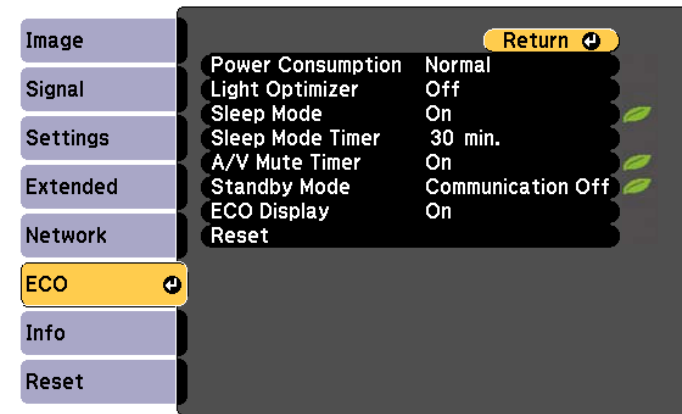 Image
Signal
Settings
Extended
Network
ECO
Info
Reset
Return
Power Consumption Normal
Light Optimizer Off
Sleep Mode On
Sleep Mode Timer 30 min.
A/V Mute Timer On
Standby Mode Communication Off
ECO Display On
Reset